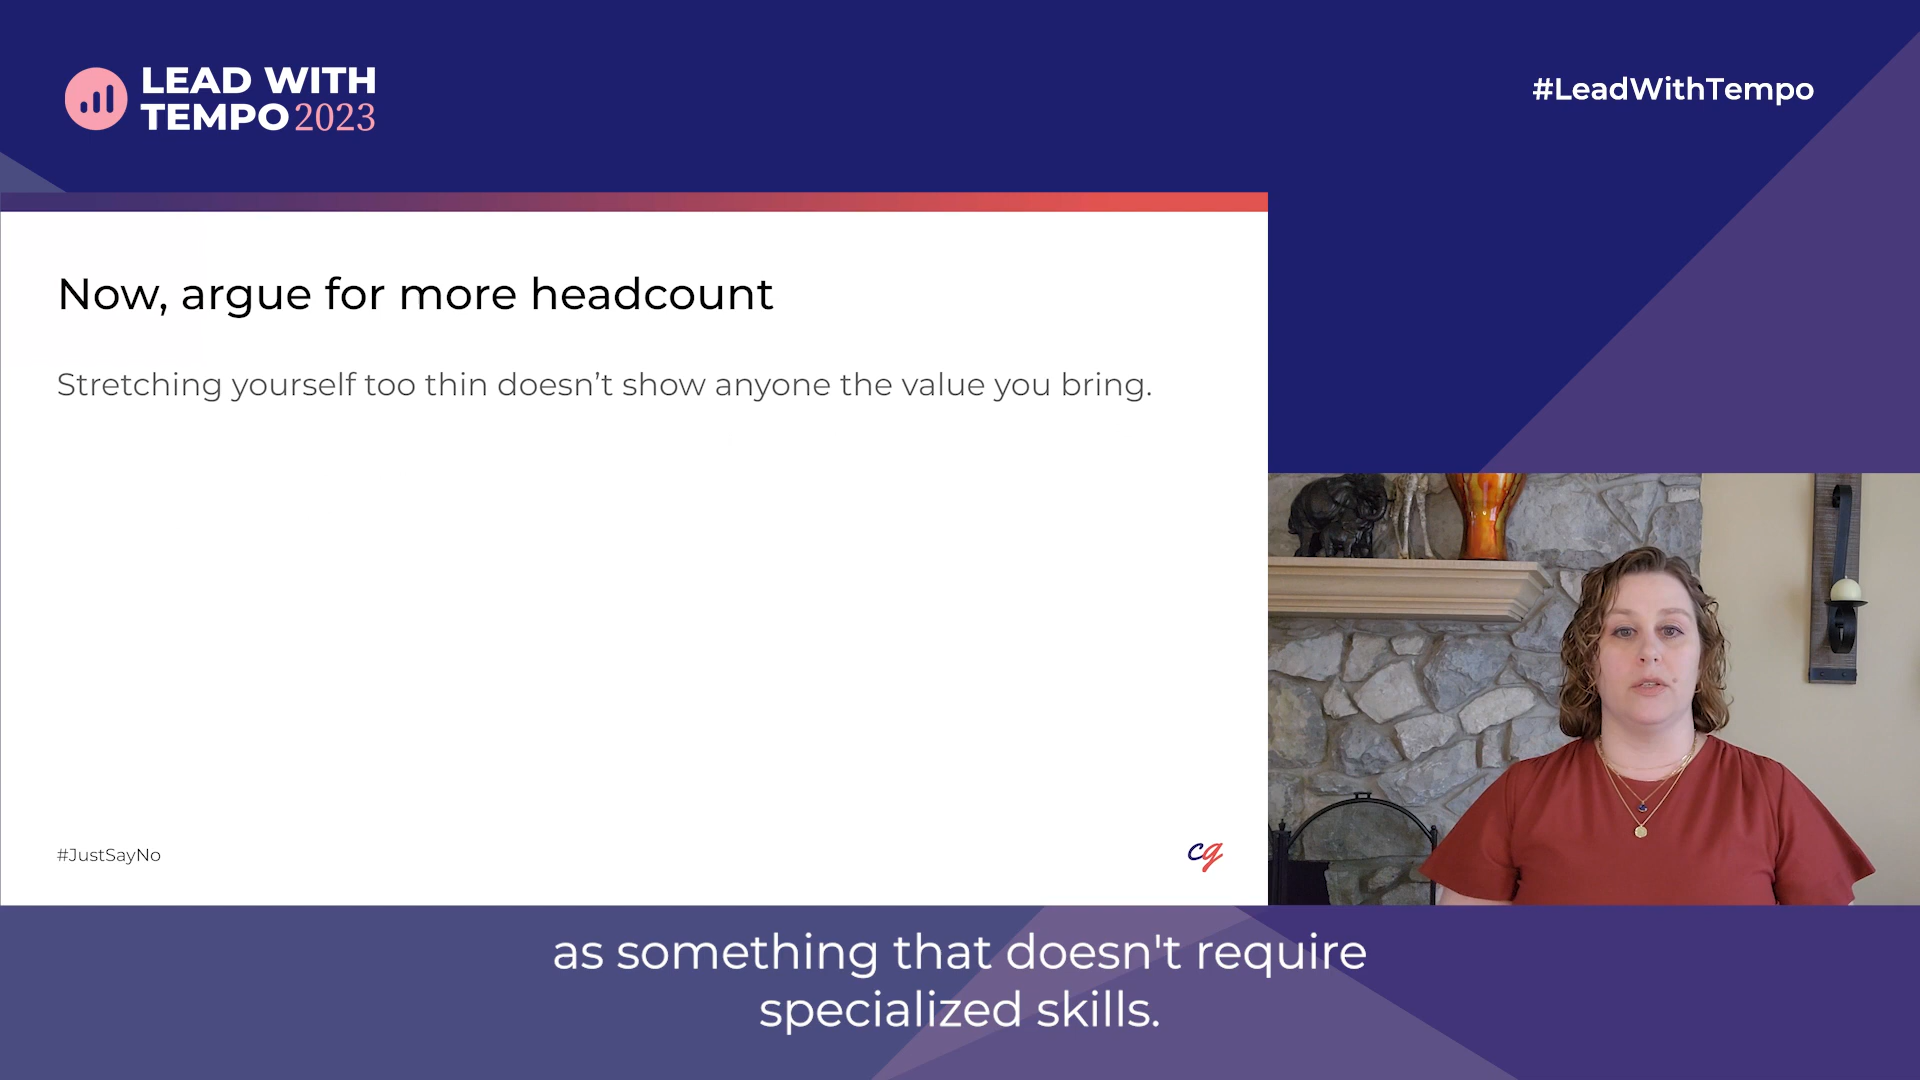 LEAD WITH
TEMPO 2023
#LeadWithTempo
Now, argue for more headcount
Stretching yourself too thin doesn’t show anyone the value you bring.
#JustSayNo
cg
as something that doesn't require
specialized skills.